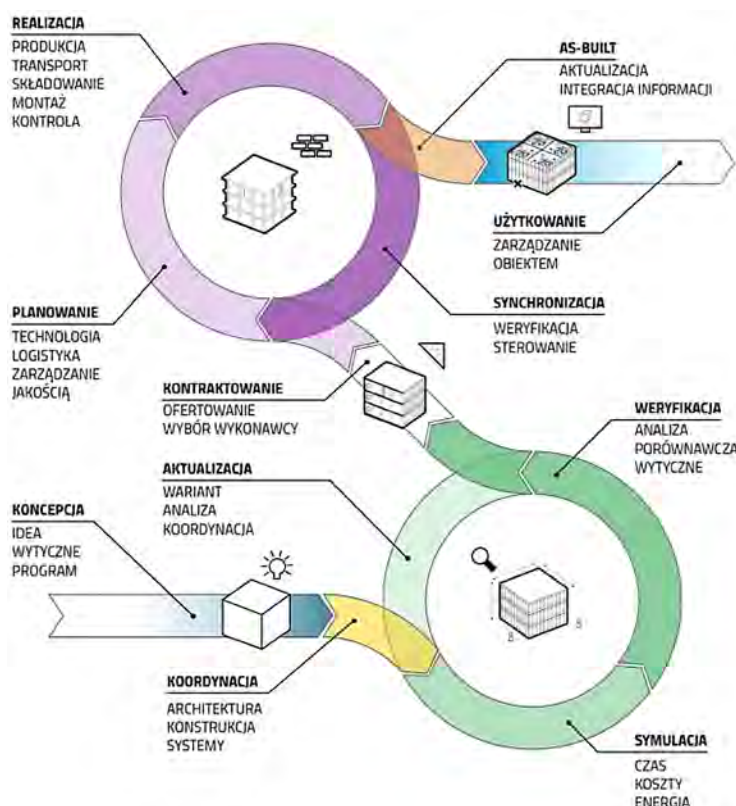 REALIZACJA
PRODUKCJA
TRANSPORT
SKŁADOWANIE
MONTAŻ
KONTROLA
AS-BUILT
AKTUALIZACJA
INTEGRACJA INFORMACJI
UŻYTKOWANIE
ZARZĄDZANIE
OBIEKTEM
PLANOWANIE
TECHNOLOGIA
LOGISTYKA
ZARZĄDZANIE
JAKOŚCIĄ
SYNCHRONIZACJA
WERYFIKACJA
STEROWANIE
KONTRAKTOWANIE
OFERTOWANIE
WYBÓR WYKONAWCY
WERYFIKACJA
ANALIZA
PORÓWNAWCZA
WYTYCZNE
AKTUALIZACJA
WARIANT
ANALIZA
KOORDYNACJA
KONCEPCJA
IDEA
WYTYCZNE
PROGRAM
KOORDYNACJA
ARCHITEKTURA
KONSTRUKCJA
SYSTEMY
SYMULACJA
CZAS
KOSZTY
ENERGIA